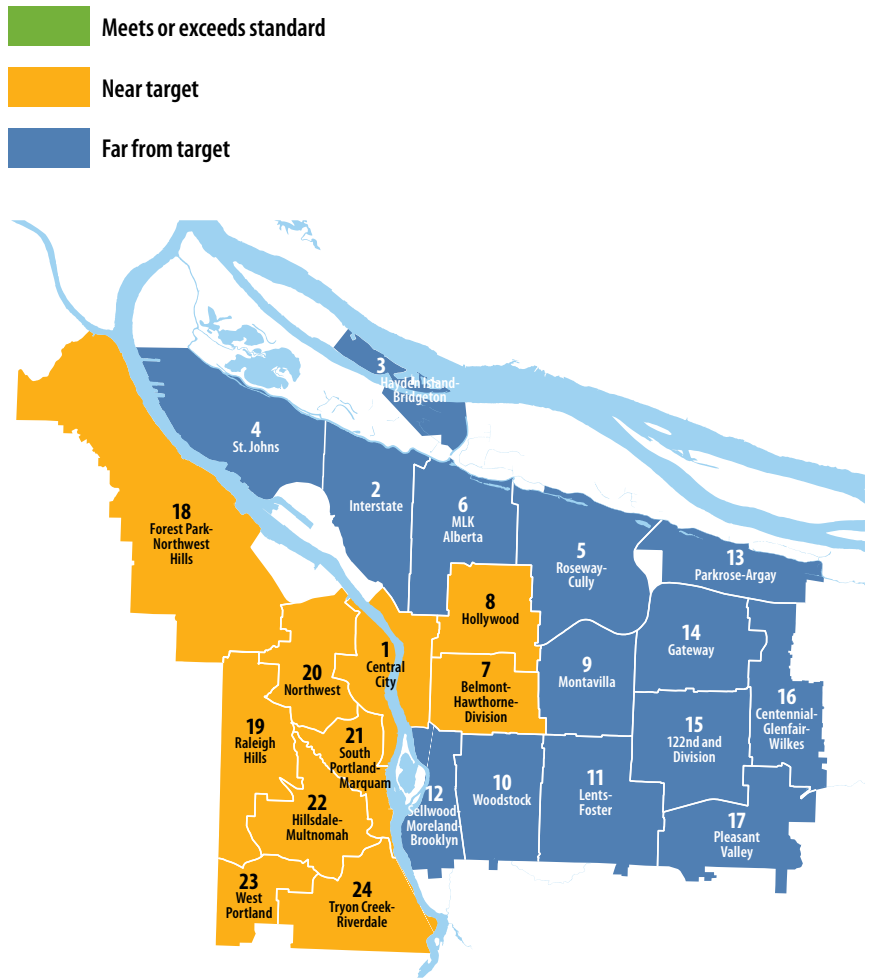 Meets or exceeds standard
Near target
Far from target
3
Hayden Island-
Bridgeton
4
St. Johns
2
Interstate
6
MLK
Alberta
18
Forest Park-
Northwest
Hills
5
Roseway-
Cully
13
Parkrose-Argay
8
Hollywood
14
Gateway
1
Central
City
20
Northwest
7
Belmont-
Hawthorne-
Division
9
Montavilla
16
Centennial-
Glenfair-
Wilkes
19
Raleigh
Hills
21
South
Portland-
Marquam
15
122nd and
Division
12
Sellwood-
Moreland-
Brooklyn
10
Woodstock
11
Lents-
Foster
22
Hillsdale-
Multnomah
17
Pleasant
Valley
23
West
Portland
24
Tryon Creek-
Riverdale